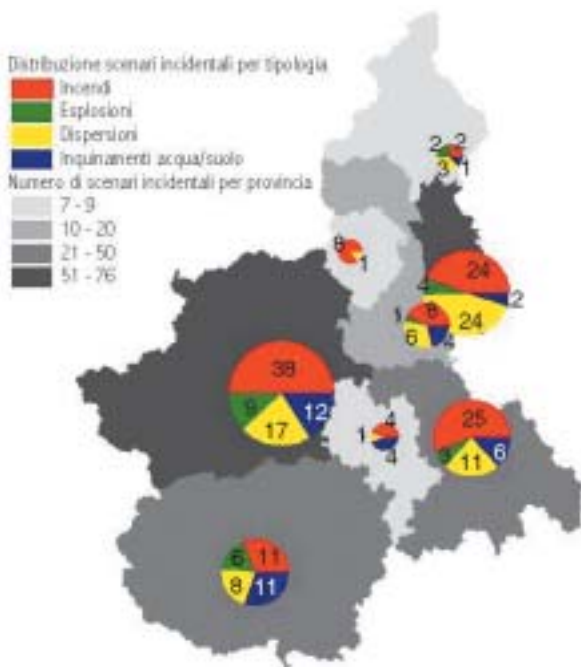 Distribuzione scenari incidentali per tipologia
Incendi
Esplosioni
Dispersioni
Inquinamenti acqua/suolo
Numero di scenari incidentali per provincia
7 - 9
10 - 20
21 - 50
51 - 76
2 2
3 1
8
1
24
4 2
24
1 8
6 4
38
9 12
17
4
1
4
25
3 6
11
6 11
8 11